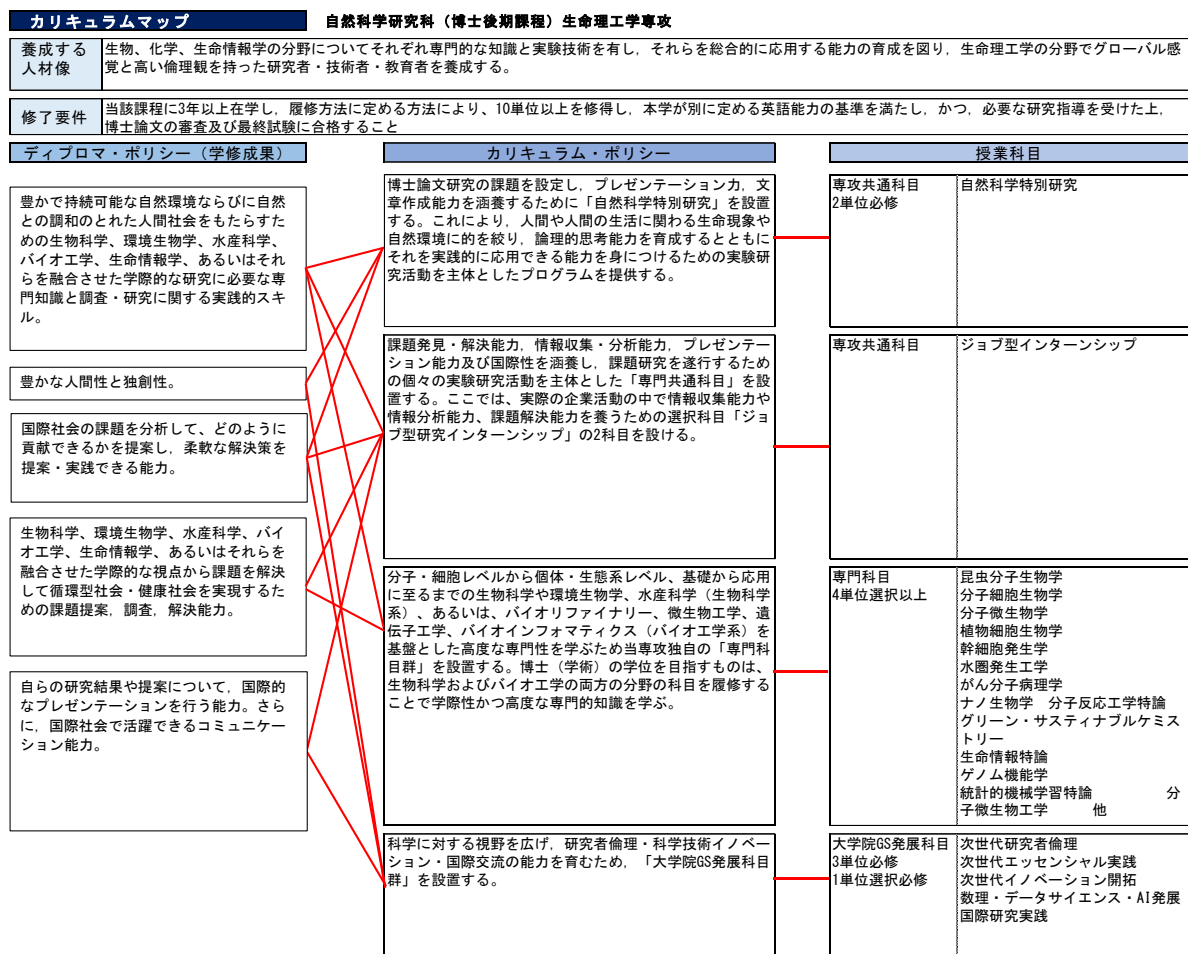 カリキュラムマップ
自然科学研究科（博士後期課程）生命理工学専攻
養成する
人材像
生物、化学、生命情報学の分野についてそれぞれ専門的な知識と実験技術を有し，それらを総合的に応用する能力の育成を図り，生命理工学の分野でグローバル感
覚と高い倫理観を持った研究者・技術者・教育者を養成する。
修了要件
当該課程に3年以上在学し，履修方法に定める方法により、10単位以上を修得し，本学が別に定める英語能力の基準を満たし，かつ，必要な研究指導を受けた上，
博士論文の審査及び最終試験に合格すること
ディプロマ・ポリシー（学修成果）
豊かで持続可能な自然環境ならびに自然
との調和のとれた人間社会をもたらすた
めの生物科学、環境生物学、水産科学、
バイオ工学、生命情報学、あるいはそれ
らを融合させた学際的な研究に必要な専
門知識と調査・研究に関する実践的スキ
ル。
豊かな人間性と独創性。
国際社会の課題を分析して、どのように
貢献できるかを提案し，柔軟な解決策を
提案・実践できる能力。
生物科学、環境生物学、水産科学、バイ
オ工学、生命情報学、あるいはそれらを
融合させた学際的な視点から課題を解決
して循環型社会・健康社会を実現するた
めの課題提案，調査，解決能力。
自らの研究結果や提案について，国際的
なプレゼンテーションを行う能力。さら
に，国際社会で活躍できるコミュニケー
ション能力。
カリキュラム・ポリシー
博士論文研究の課題を設定し，プレゼンテーション力，文
章作成能力を涵養するために「自然科学特別研究」を設置
する。これにより，人間や人間の生活に関わる生命現象や
自然環境に的を絞り，論理的思考能力を育成するとともに
それを実践的に応用できる能力を身につけるための実験研
究活動を主体としたプログラムを提供する。
課題発見・解決能力，情報収集・分析能力，プレゼンテー
ション能力及び国際性を涵養し，課題研究を遂行するため
の個々の実験研究活動を主体とした「専門共通科目」を設
置する。ここでは、実際の企業活動の中で情報収集能力や
情報分析能力、課題解決能力を養うための選択科目「ジョ
ブ型研究インターンシップ」の2科目を設ける。
分子・細胞レベルから個体・生態系レベル、基礎から応用
に至るまでの生物科学や環境生物学、水産科学（生物科学
系）、あるいは、バイオリファイナリー、微生物工学、遺
伝子工学、バイオインフォマティクス（バイオ工学系）を
基盤とした高度な専門性を学ぶため当専攻独自の「専門科
目群」を設置する。博士（学術）の学位を目指すものは、
生物科学およびバイオ工学の両方の分野の科目を履修する
ことで学際性かつ高度な専門的知識を学ぶ。
科学に対する視野を広げ，研究者倫理・科学技術イノベー
ション・国際交流の能力を育むため，「大学院GS発展科目
群」を設置する。
授業科目
専攻共通科目
2単位必修
自然科学特別研究
専攻共通科目
ジョブ型インターンシップ
専門科目
4単位選択以上
昆虫分子生物学
分子細胞生物学
分子微生物学
植物細胞生物学
幹細胞発生学
水圏発生工学
がん分子病理学
ナノ生物学　分子反応工学特論
グリーン・サスティナブルケミス
トリー
生命情報特論
ゲノム機能学
統計的機械学習特論　　　　　分
子微生物工学　　　他
大学院GS発展科目
3単位必修
1単位選択必修
次世代研究者倫理
次世代エッセンシャル実践
次世代イノベーション開拓
数理・データサイエンス・AI発展
国際研究実践